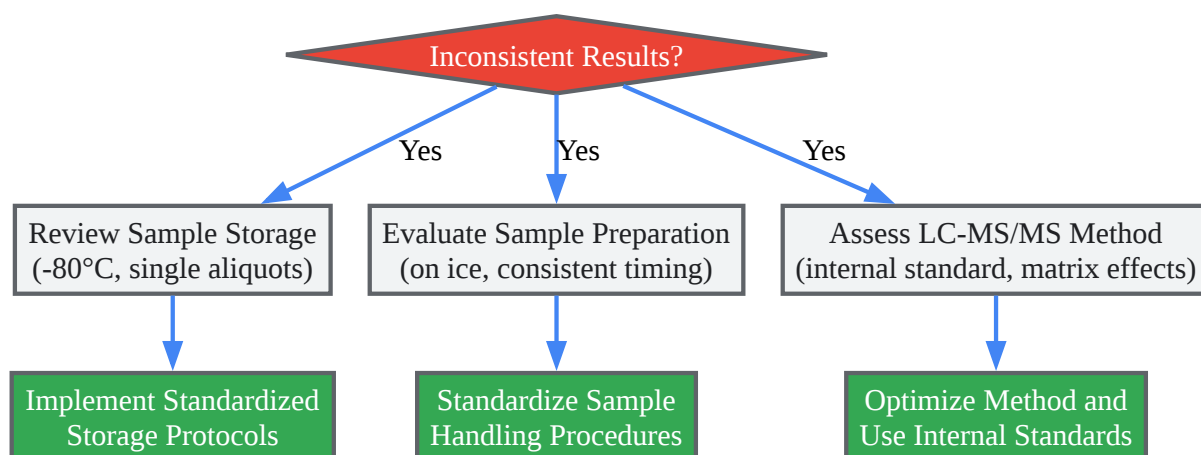 Inconsistent Results?
Yes
Yes
Yes
Review Sample Storage
(-80°C, single aliquots)
Evaluate Sample Preparation
(on ice, consistent timing)
Assess LC-MS/MS Method
(internal standard, matrix effects)
Implement Standardized
Storage Protocols
Standardize Sample
Handling Procedures
Optimize Method and
Use Internal Standards